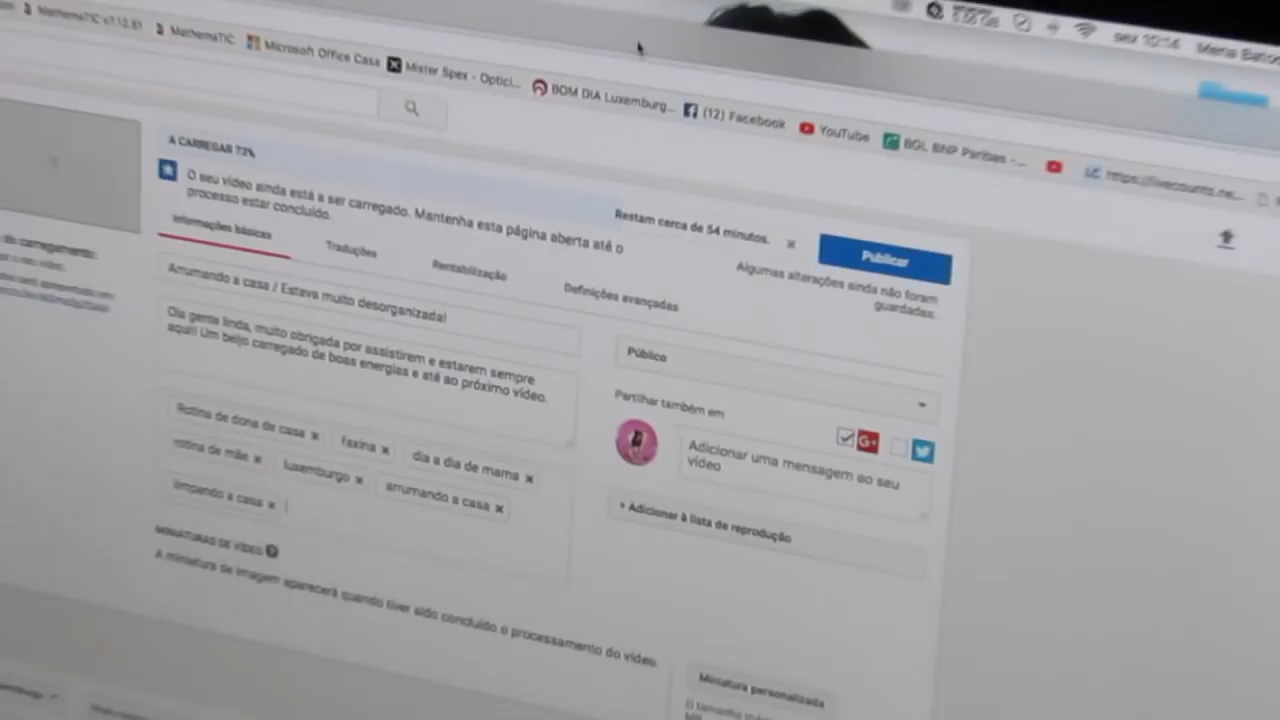 MathemaTIC v7.12.51
MathemaTIC
Microsoft Office Casa
Mister Spex - Optici...
BOM DIA Luxemburg...
(12) Facebook
YouTube
BGL BNP Paribas -...
sex 10:14
A CARREGAR 73%
O seu vídeo ainda está a ser carregado. Mantenha esta página aberta até o
processo estar concluído.
Restam cerca de 54 minutos.
Publicar
Algumas alterações ainda não foram
guardadas.
Informações básicas
Traduções
Rentabilização
Definições avançadas
Arrumando a casa / Estava muito desorganizada!
Oia gente linda, muito obrigada por assistirem e estarem sempre
aqui! Um beijo carregado de boas energias e até ao próximo vídeo.
Público
Partilhar também em
G+
Adicionar uma mensagem ao seu
vídeo
+ Adicionar à lista de reprodução
Rotina de dona de casa ×
faxina ×
dia a dia de mama ×
rotina de mãe ×
luxemburgo ×
arrumando a casa ×
limpando a casa ×
MINIATURAS DE VÍDEO ?
A miniatura de imagem aparecerá quando tiver sido concluído o processamento do vídeo.
Miniatura personalizada